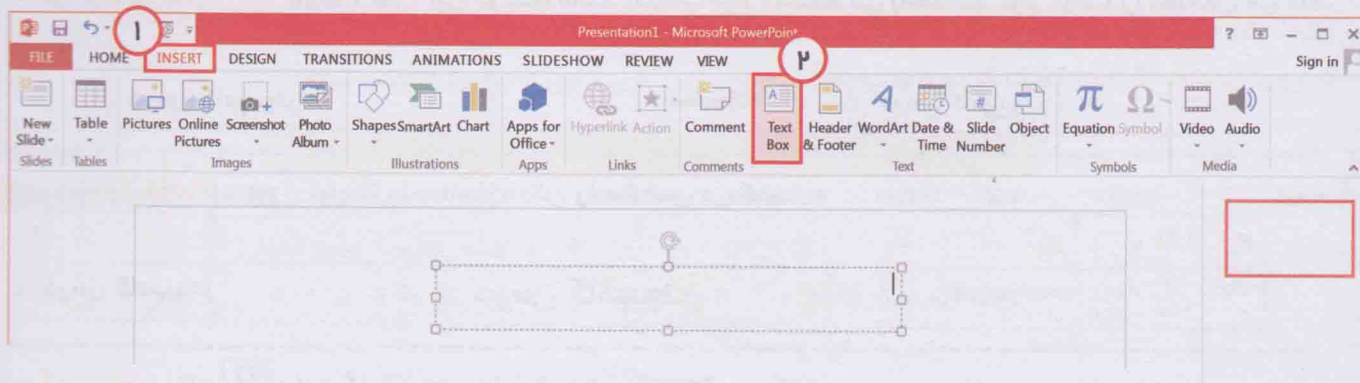 Presentation1 - Microsoft PowerPoint
۱
FILE HOME INSERT DESIGN TRANSITIONS ANIMATIONS SLIDESHOW REVIEW VIEW Sign in
۲
New Slide Table Pictures Online Pictures Screenshot Photo Album Shapes SmartArt Chart Apps for Office Hyperlink Action Comment Text Box Header & Footer WordArt Date & Time Slide Number Object Equation Symbol Video Audio
Slides Tables Images Illustrations Apps Links Comments Text Symbols Media